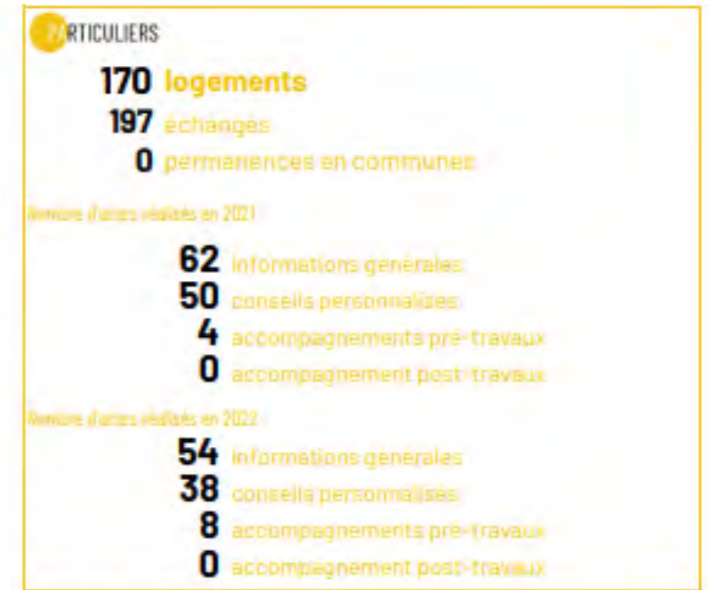 PARTICULIERS
170 logements
197 échanges
0 permanences en communes
Nombre d'actes réalisés en 2021
62 informations générales
50 conseils personnalisés
4 accompagnements pré-travaux
0 accompagnement post-travaux
Nombre d'actes réalisés en 2022
54 informations générales
38 conseils personnalisés
8 accompagnements pré-travaux
0 accompagnement post-travaux